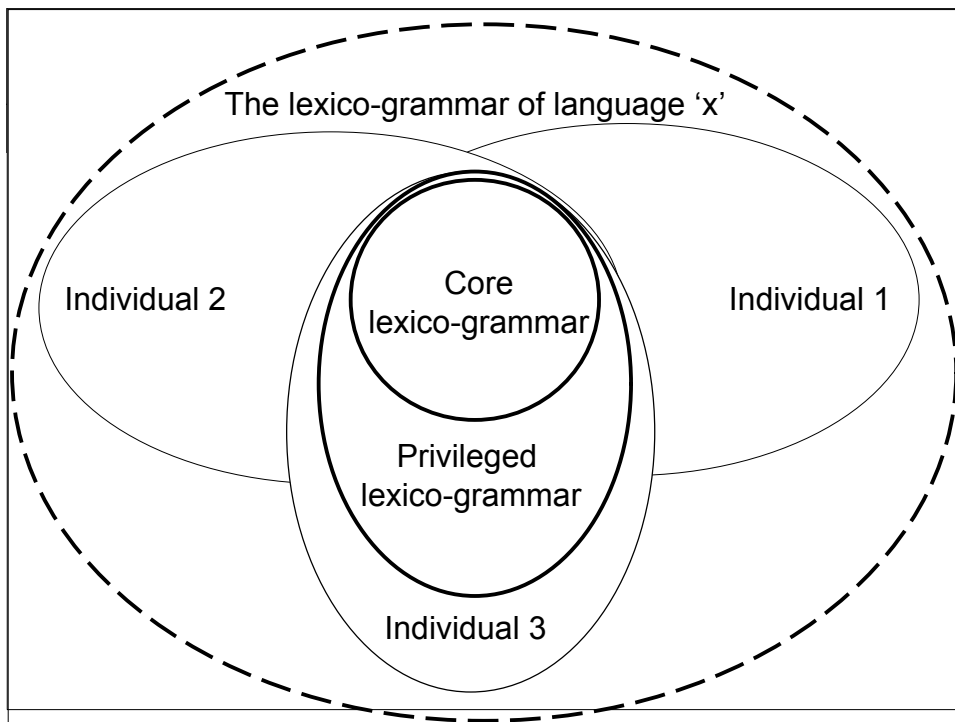 The lexico-grammar of language ‘x’
Individual 2
Core
lexico-grammar
Individual 1
Privileged
lexico-grammar
Individual 3